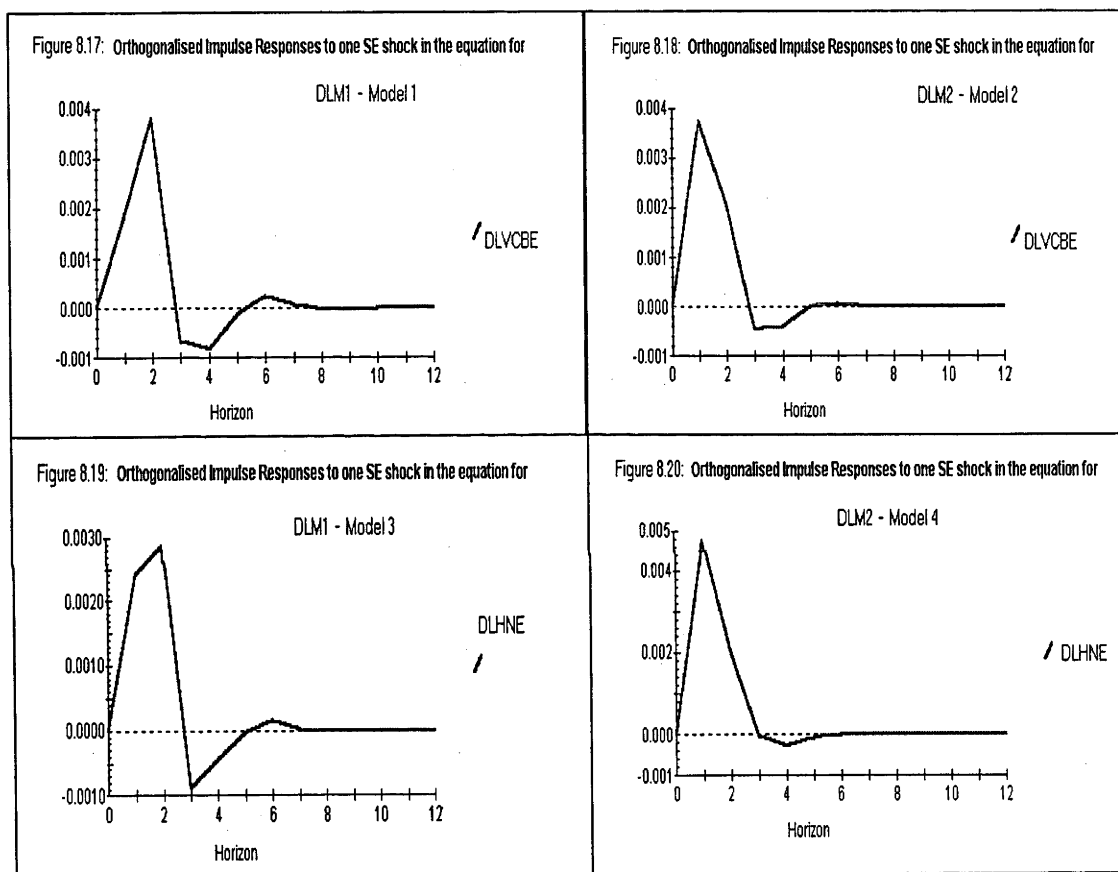 Figure 8.17: Orthogonalised Impulse Responses to one SE shock in the equation for
DLM1 - Model 1
0.004
0.003
0.002
0.001
0.000
-0.001
0 2 4 6 8 10 12
Horizon
DLVCBE
Figure 8.18: Orthogonalised Impulse Responses to one SE shock in the equation for
DLM2 - Model 2
0.004
0.003
0.002
0.001
0.000
-0.001
0 2 4 6 8 10 12
Horizon
DLVCBE
Figure 8.19: Orthogonalised Impulse Responses to one SE shock in the equation for
DLM1 - Model 3
0.0030
0.0020
0.0010
0.0000
-0.0010
0 2 4 6 8 10 12
Horizon
DLHNE
Figure 8.20: Orthogonalised Impulse Responses to one SE shock in the equation for
DLM2 - Model 4
0.005
0.004
0.002
0.000
-0.001
0 2 4 6 8 10 12
Horizon
DLHNE